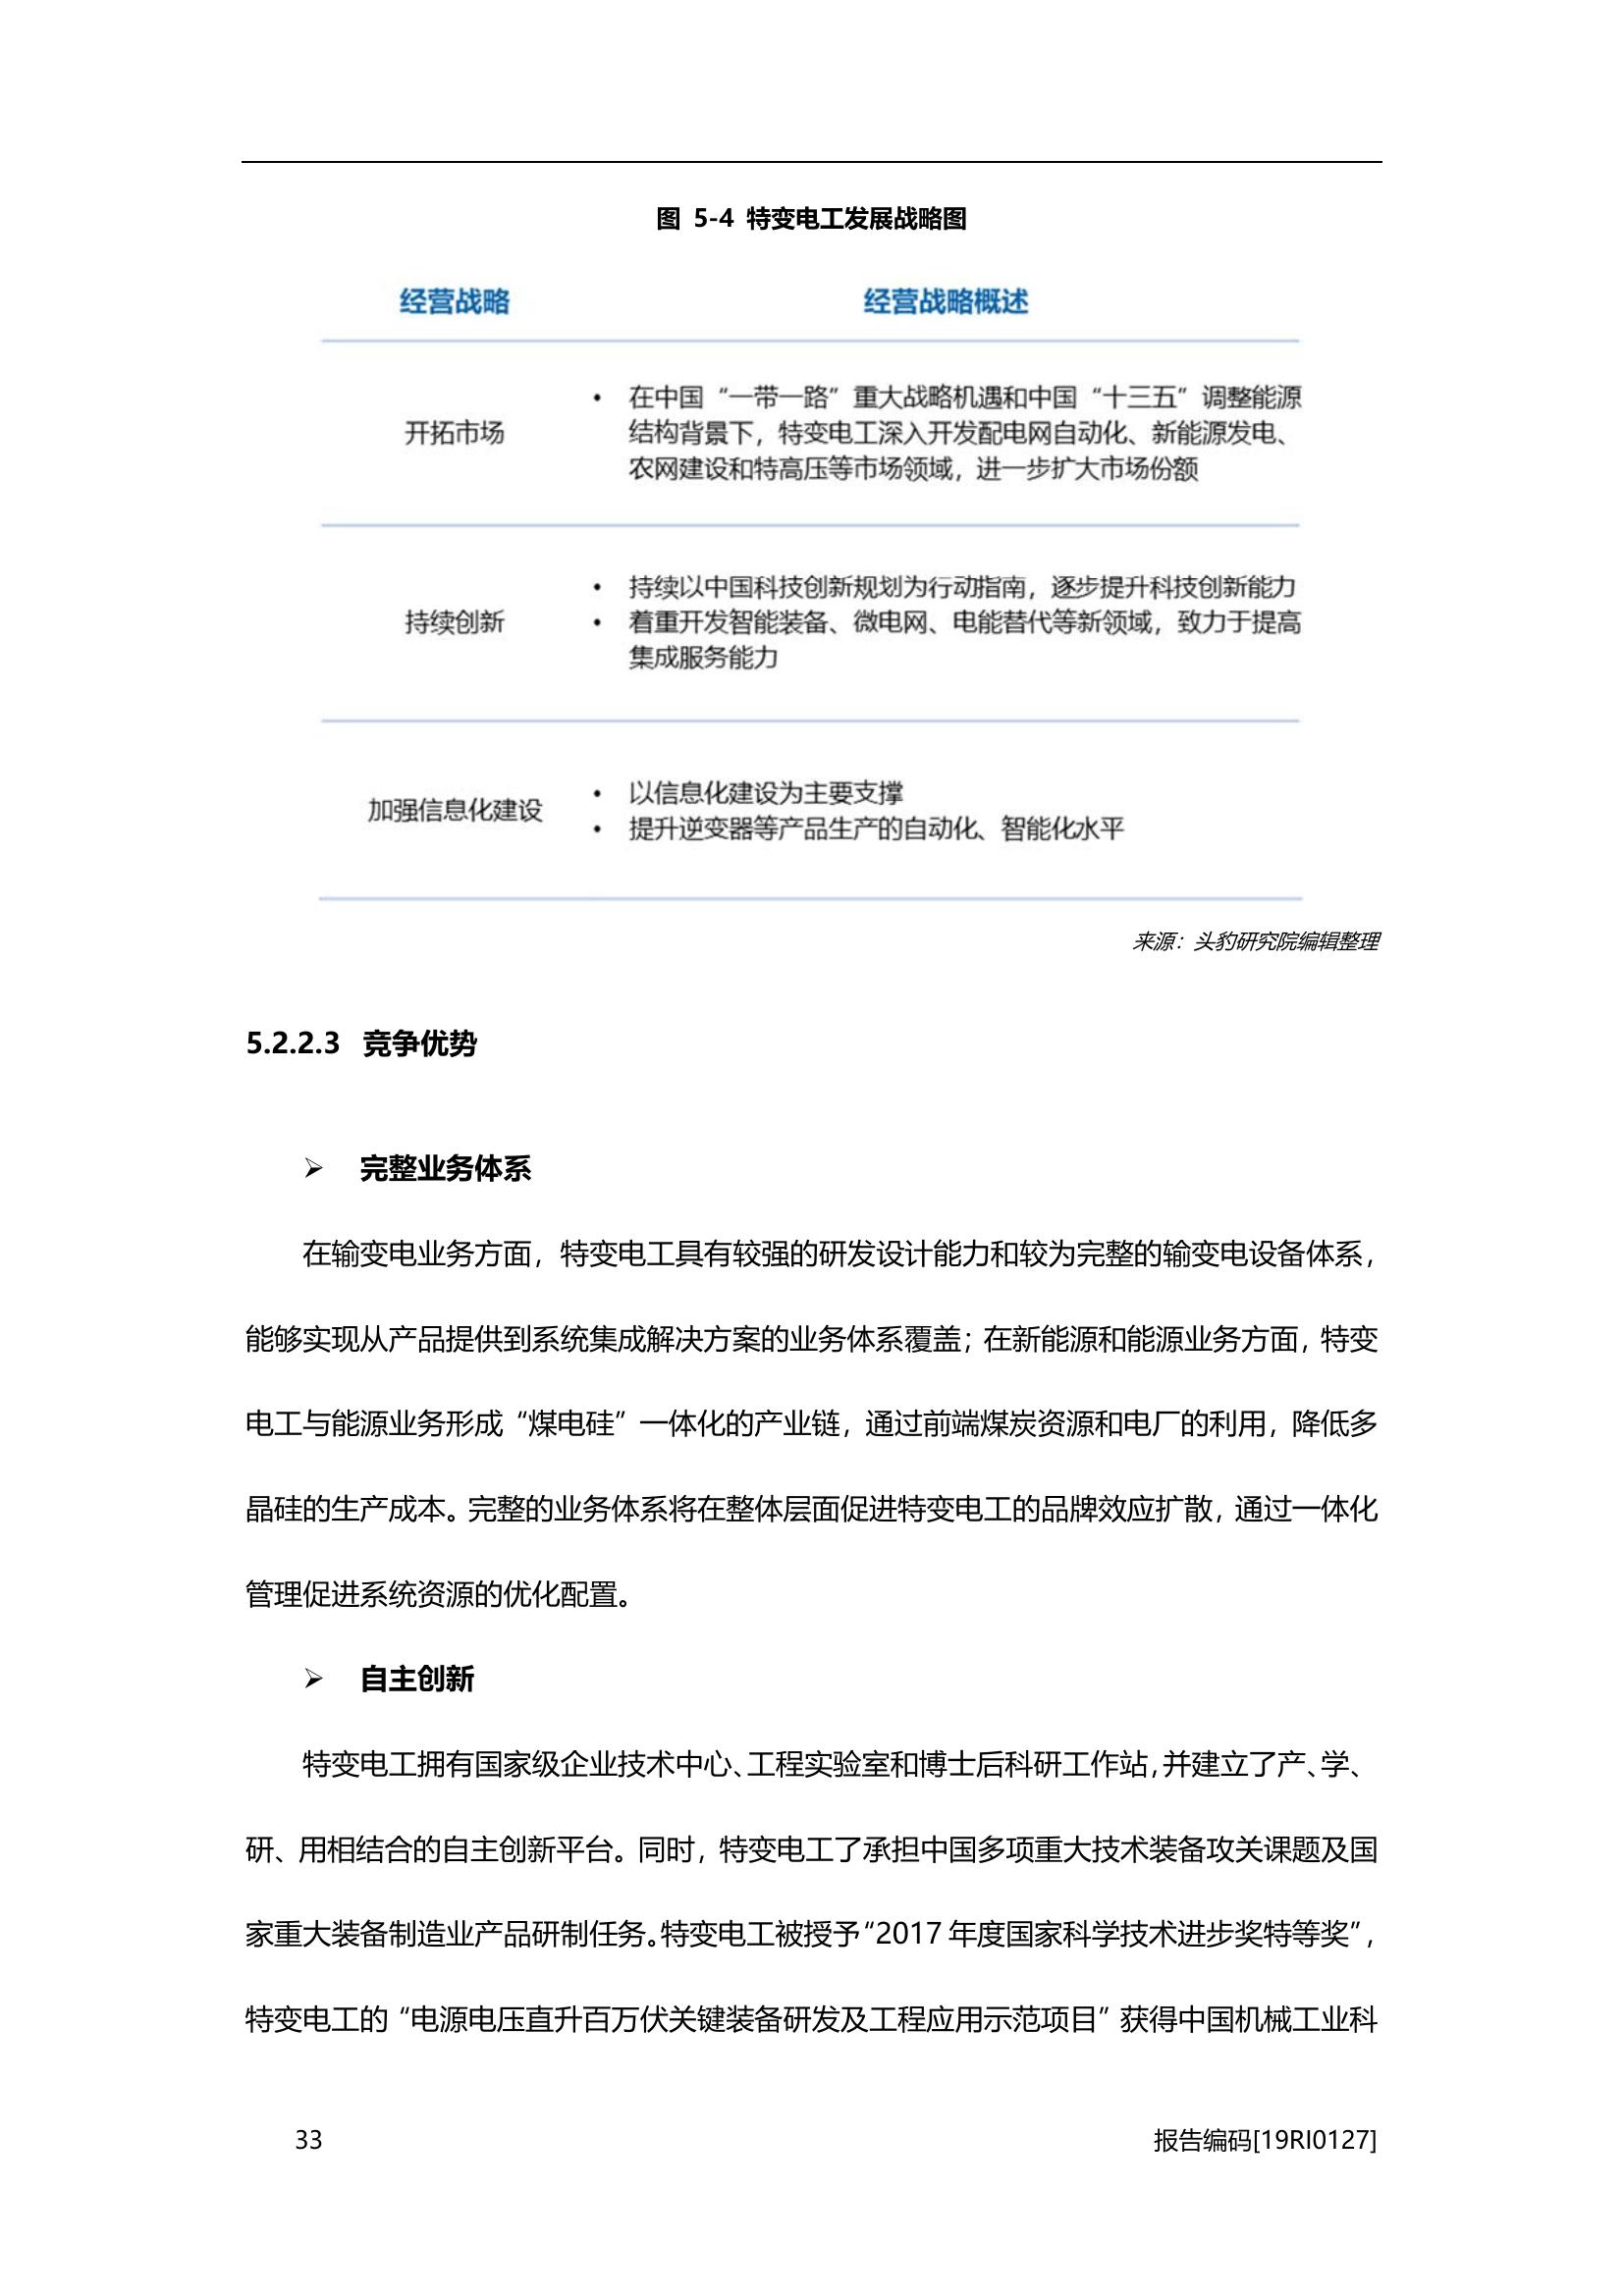 图 5-4 特变电工发展战略图
经营战略 经营战略概述
开拓市场
• 在中国“一带一路”重大战略机遇和中国“十三五”调整能源
结构背景下，特变电工深入开发配电网自动化、新能源发电、
农网建设和特高压等市场领域，进一步扩大市场份额
持续创新
• 持续以中国科技创新规划为行动指南，逐步提升科技创新能力
• 着重开发智能装备、微电网、电能替代等新领域，致力于提高
集成服务能力
加强信息化建设
• 以信息化建设为主要支撑
• 提升逆变器等产品生产的自动化、智能化水平
来源：头豹研究院编辑整理
5.2.2.3 竞争优势
➢ 完整业务体系
在输变电业务方面，特变电工具有较强的研发设计能力和较为完整的输变电设备体系，
能够实现从产品提供到系统集成解决方案的业务体系覆盖；在新能源和能源业务方面，特变
电工与能源业务形成“煤电硅”一体化的产业链，通过前端煤炭资源和电厂的利用，降低多
晶硅的生产成本。完整的业务体系将在整体层面促进特变电工的品牌效应扩散，通过一体化
管理促进系统资源的优化配置。
➢ 自主创新
特变电工拥有国家级企业技术中心、工程实验室和博士后科研工作站，并建立了产、学、
研、用相结合的自主创新平台。同时，特变电工了承担中国多项重大技术装备攻关课题及国
家重大装备制造业产品研制任务。特变电工被授予“2017 年度国家科学技术进步奖特等奖”，
特变电工的“电源电压直升百万伏关键装备研发及工程应用示范项目”获得中国机械工业科
33 报告编码[19RI0127]